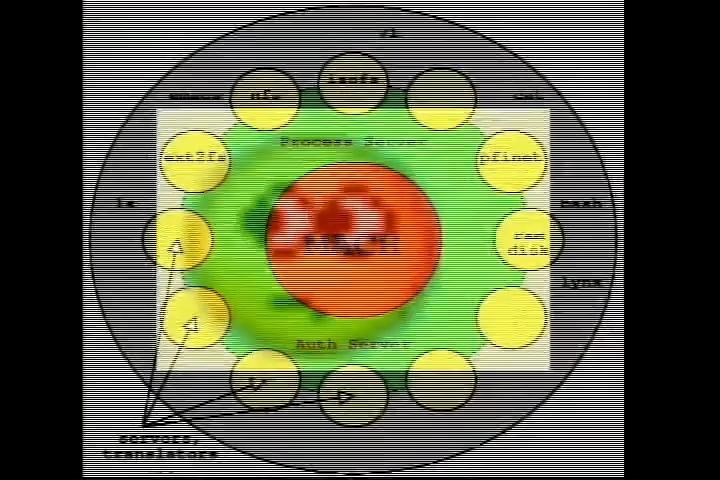 vi
isofs
emacs
nfs
cat
Process Server
ext2fs
pfinet
ls
bash
ram
disk
MACH
lynx
Auth Server
servers,
translators